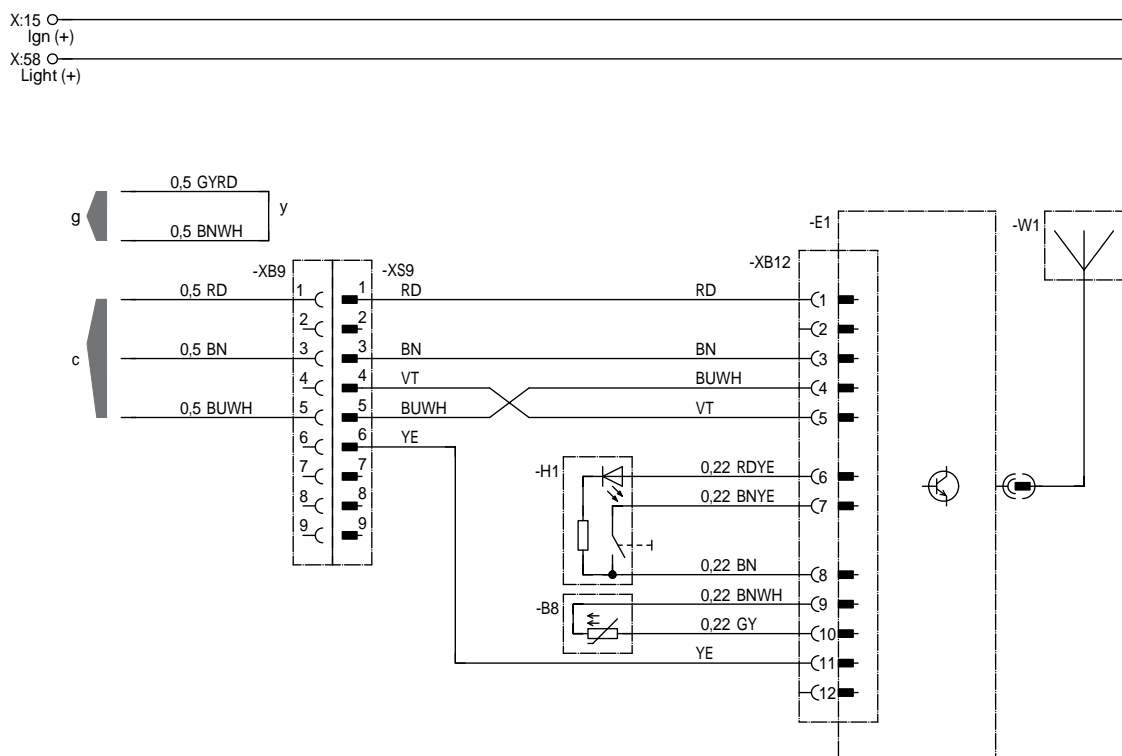 X:15
Ign (+)
X:58
Light (+)
0,5 GYRD
g
y
0,5 BNWH
-E1
-W1
-XB9
-XS9
-XB12
0,5 RD
1
1
RD
RD
1
2
2
2
c
0,5 BN
3
3
BN
BN
3
4
4
VT
BUWH
4
0,5 BUWH
5
5
BUWH
VT
5
6
6
YE
7
7
-H1
0,22 RDYE
6
8
8
0,22 BNYE
7
9
9
0,22 BN
8
-B8
0,22 BNWH
9
0,22 GY
10
YE
11
12